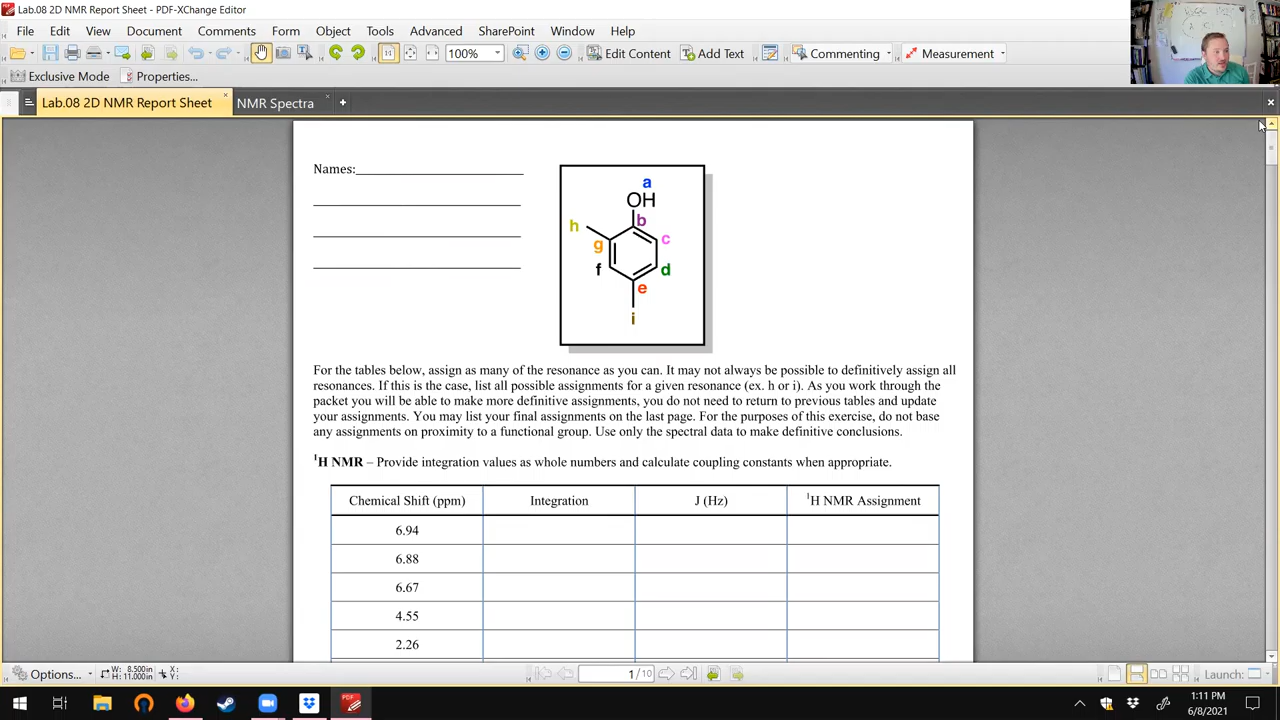 Lab.08 2D NMR Report Sheet - PDF-XChange Editor
File Edit View Document Comments Form Object Tools Advanced SharePoint Window Help
100% Edit Content Add Text Commenting Measurement
Exclusive Mode Properties...
Lab.08 2D NMR Report Sheet NMR Spectra
Names:
a
OH
b
h
c
g
f
d
e
i
For the tables below, assign as many of the resonance as you can. It may not always be possible to definitively assign all
resonances. If this is the case, list all possible assignments for a given resonance (ex. h or i). As you work through the
packet you will be able to make more definitive assignments, you do not need to return to previous tables and update
your assignments. You may list your final assignments on the last page. For the purposes of this exercise, do not base
any assignments on proximity to a functional group. Use only the spectral data to make definitive conclusions.
¹H NMR – Provide integration values as whole numbers and calculate coupling constants when appropriate.
Chemical Shift (ppm) Integration J (Hz) ¹H NMR Assignment
6.94
6.88
6.67
4.55
2.26
Options... W: 8.500in H: 11.000in X: Y: 1 / 10 Launch:
1:11 PM
6/8/2021